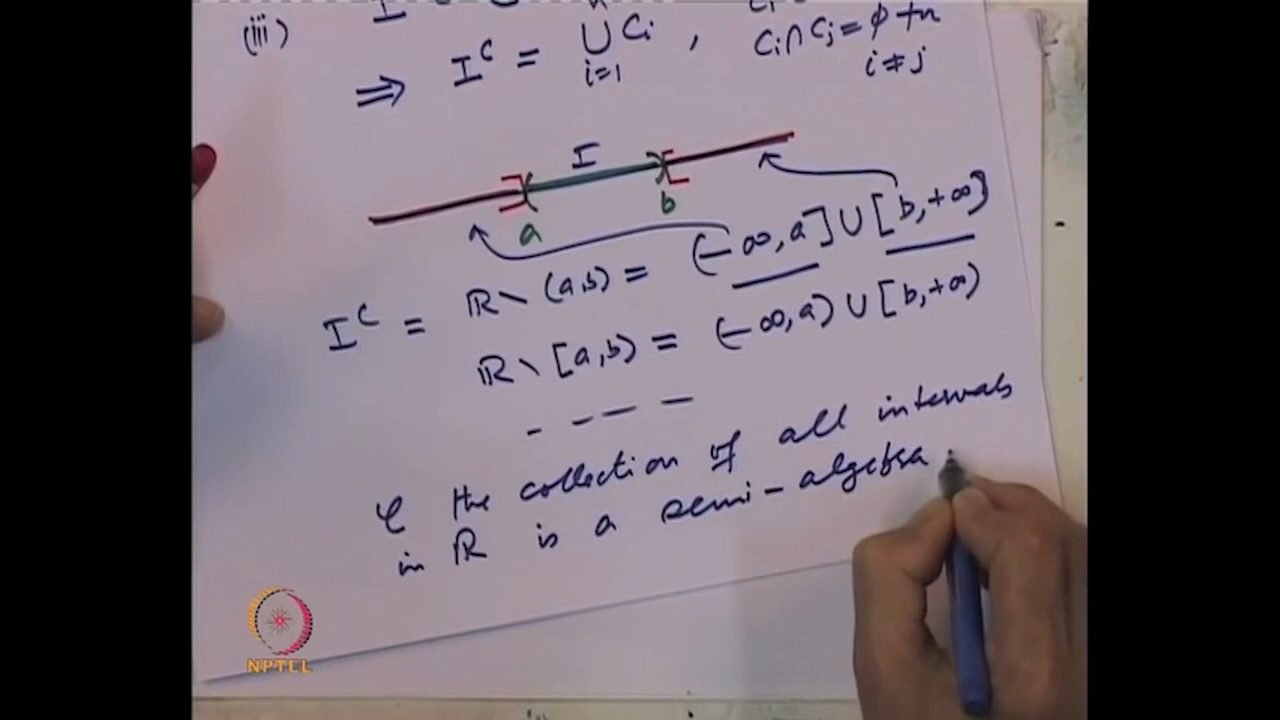 (iii) I
⟹ I^C = ⋃_{i=1} C_i , C_i ∩ C_j = φ ≠ n
i ≠ j
I
a b
I^C = ℝ \ (a,b) = (-∞, a] ∪ [b, +∞)
ℝ \ [a,b) = (-∞, a) ∪ [b, +∞)
- - - -
C the collection of all intervals
in ℝ is a semi-algebra
NPTEL